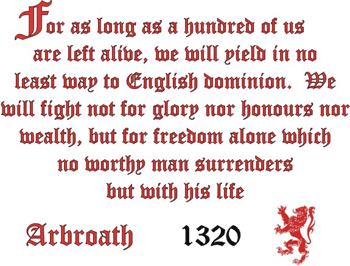 For as long as a hundred of us
are left alive, we will yield in no
least way to English dominion. We
will fight not for glory nor honours nor
wealth, but for freedom alone which
no worthy man surrenders
but with his life
Arbroath 1320